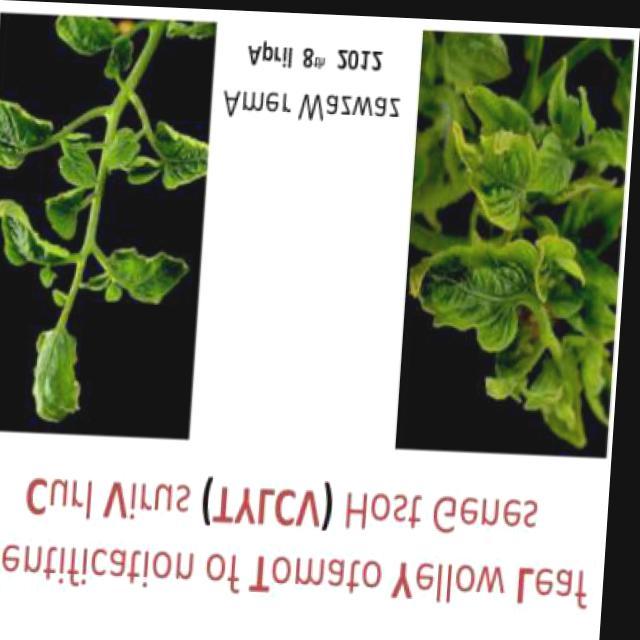 entification of Tomato Yellow Leaf
Curl Virus (TYLCV) Host Genes
Amer Wazwaz
April 8th 2012